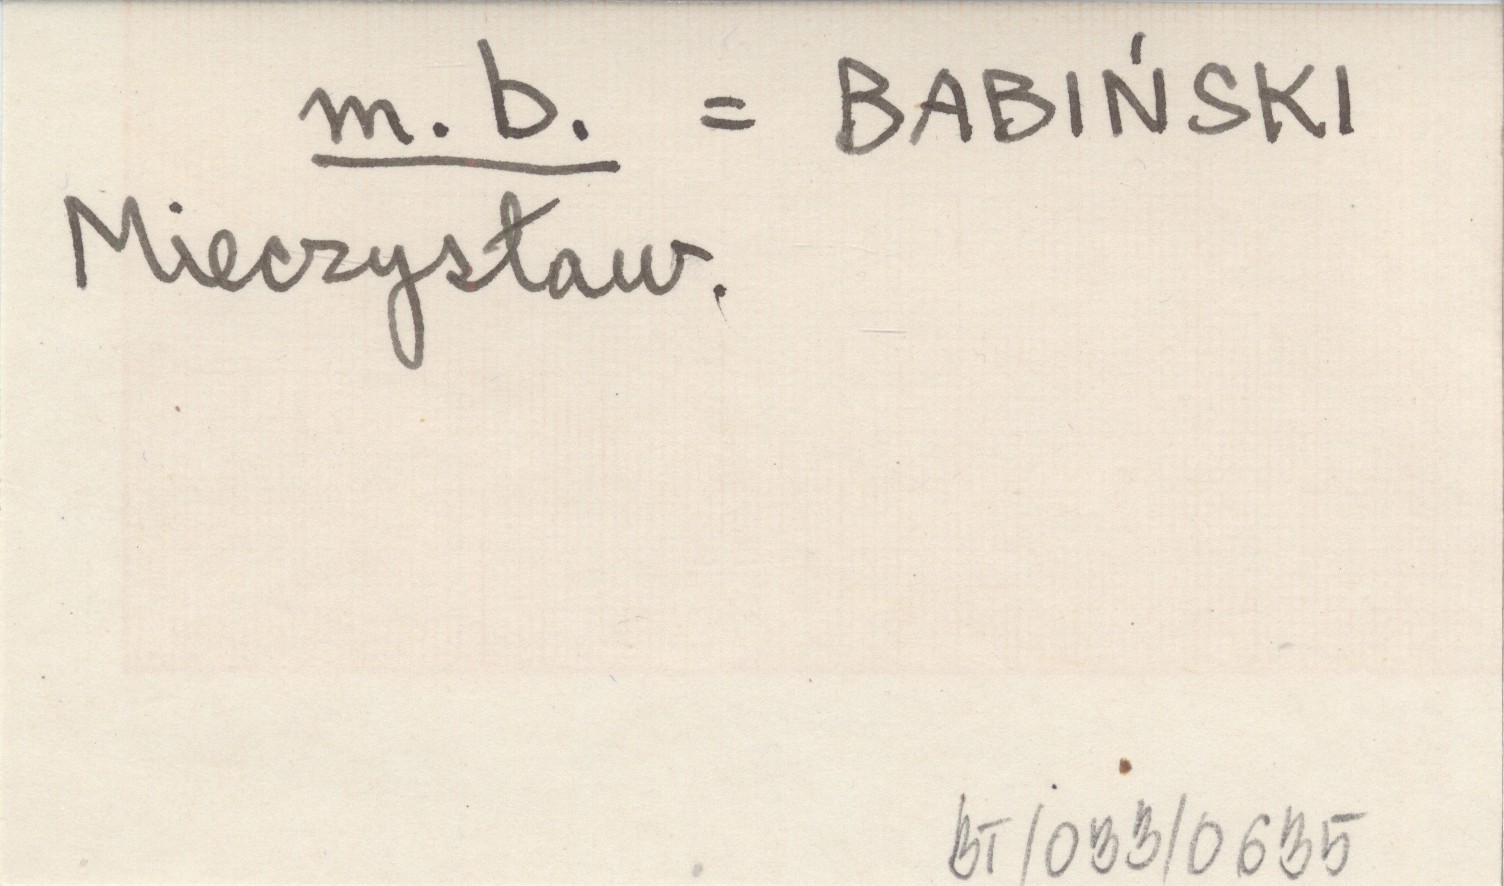 m. b. = BABIŃSKI
Mieczysław.
BT/033/0635